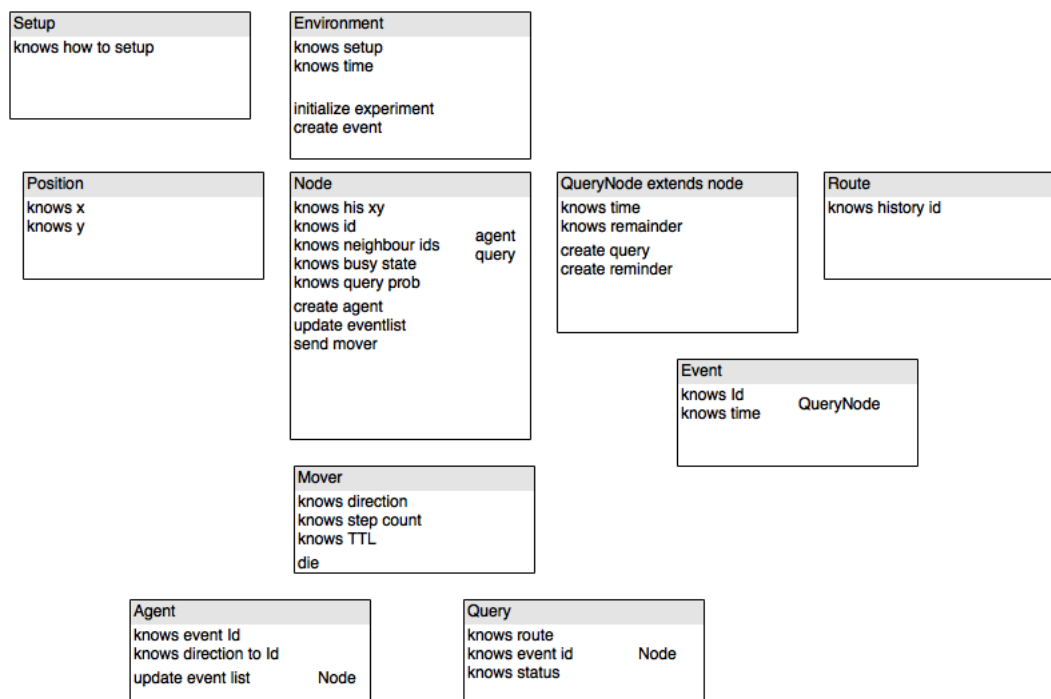 Setup
knows how to setup
Environment
knows setup
knows time
initialize experiment
create event
Position
knows x
knows y
Node
knows his xy
knows id
knows neighbour ids
knows busy state
knows query prob
agent
query
create agent
update eventlist
send mover
QueryNode extends node
knows time
knows remainder
create query
create reminder
Route
knows history id
Event
knows Id
knows time
QueryNode
Mover
knows direction
knows step count
knows TTL
die
Agent
knows event Id
knows direction to Id
update event list
Node
Query
knows route
knows event id
knows status
Node